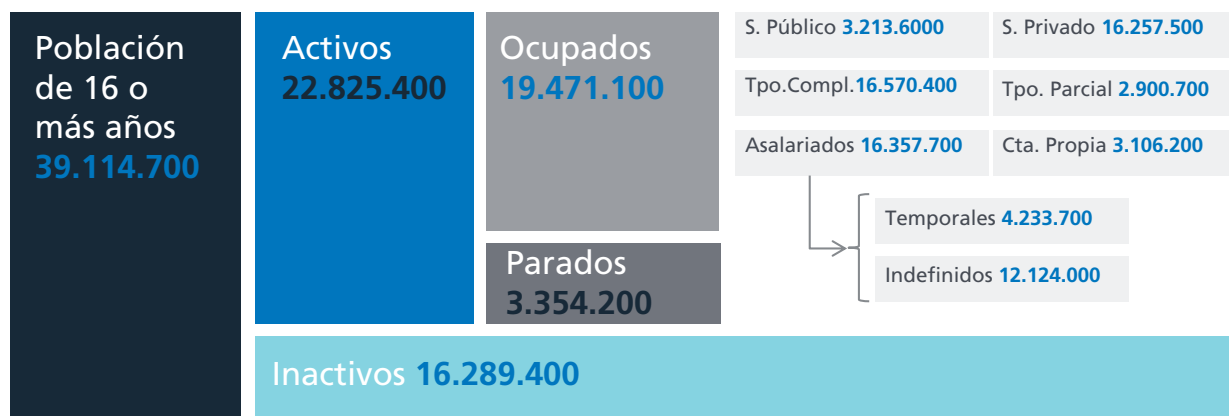 Población
de 16 o
más años
39.114.700
Activos
22.825.400
Ocupados
19.471.100
Parados
3.354.200
S. Público 3.213.6000
S. Privado 16.257.500
Tpo.Compl.16.570.400
Tpo. Parcial 2.900.700
Asalariados 16.357.700
Cta. Propia 3.106.200
Temporales 4.233.700
Indefinidos 12.124.000
Inactivos 16.289.400